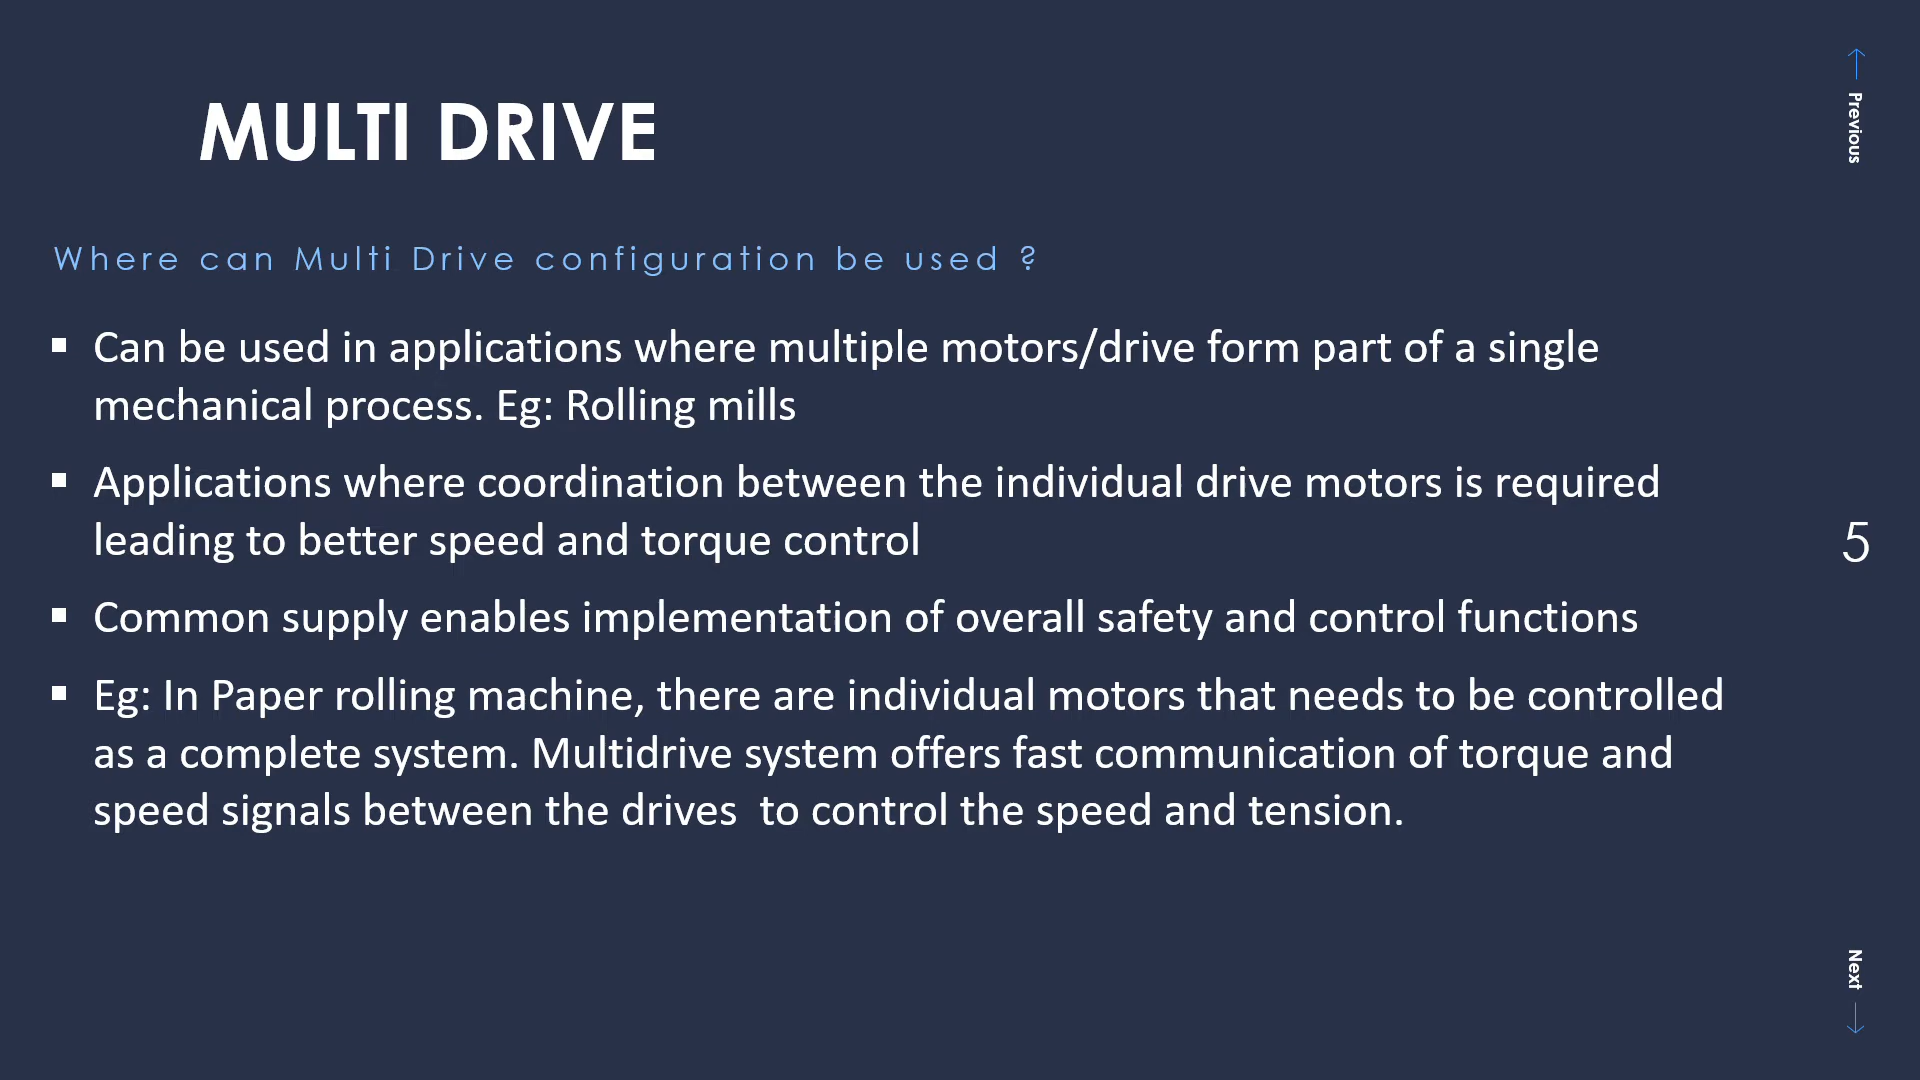 Previous
MULTI DRIVE
Where can Multi Drive configuration be used ?
▪ Can be used in applications where multiple motors/drive form part of a single
mechanical process. Eg: Rolling mills
▪ Applications where coordination between the individual drive motors is required
leading to better speed and torque control
5
▪ Common supply enables implementation of overall safety and control functions
▪ Eg: In Paper rolling machine, there are individual motors that needs to be controlled
as a complete system. Multidrive system offers fast communication of torque and
speed signals between the drives  to control the speed and tension.
Next